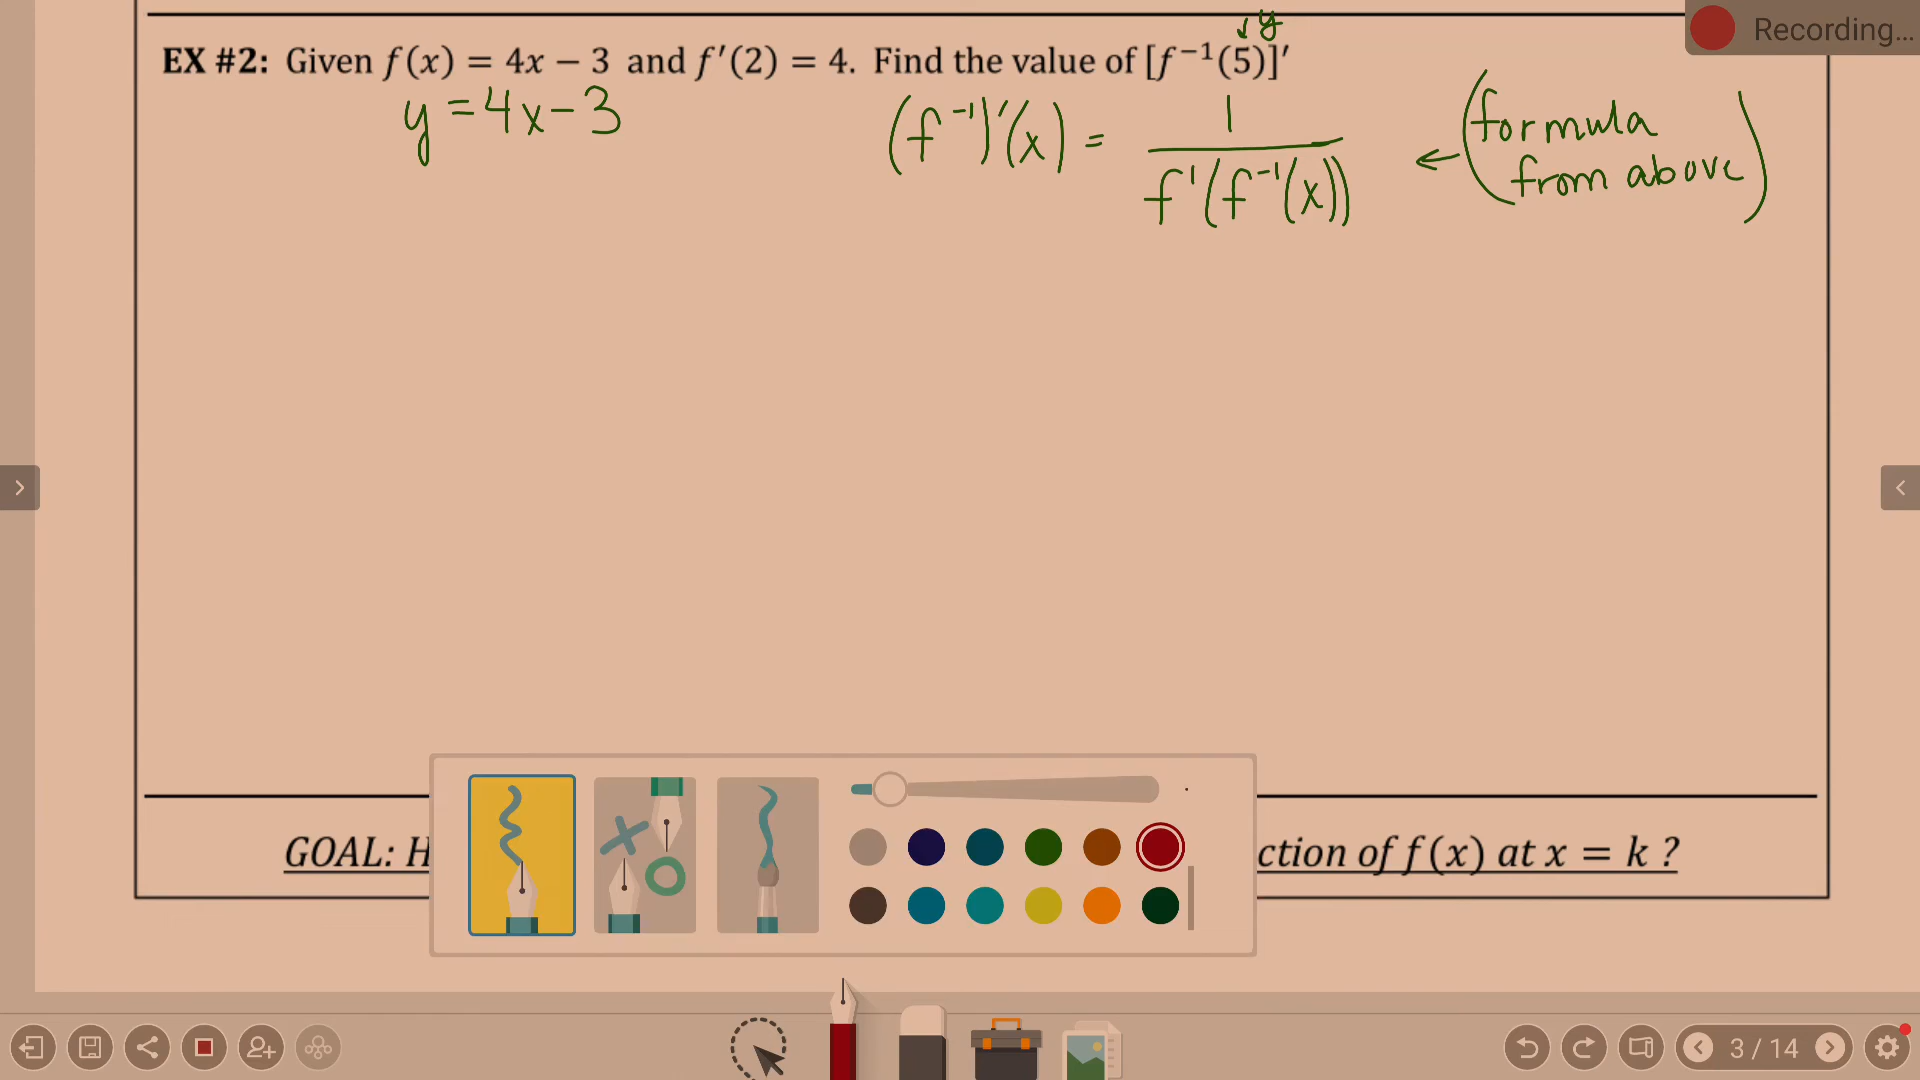 ↓ y
Recording...
EX #2: Given f(x) = 4x − 3 and f′(2) = 4. Find the value of [f⁻¹(5)]′
y = 4x − 3
(f⁻¹)′(x) = 1 / f′(f⁻¹(x))
← (formula
from above)
GOAL: H
ction of f(x) at x = k ?
3 / 14